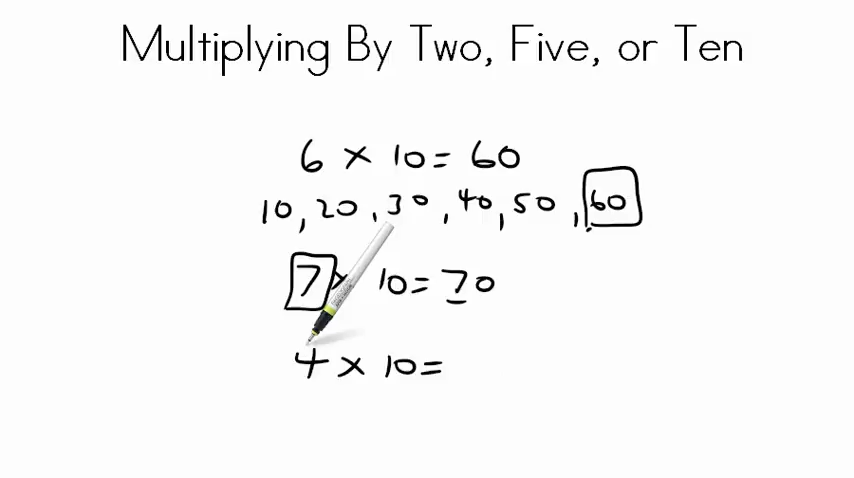 Multiplying By Two, Five, or Ten
6 × 10 = 60
10, 20, 30, 40, 50, 60
7 × 10 = 70
4 × 10 =